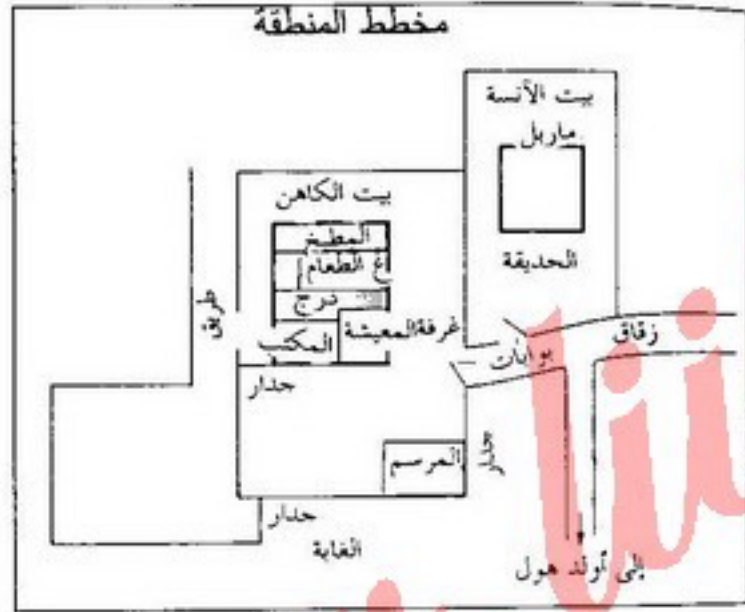 مخطط المنطقة
بيت الآنسة
ماربل
الحديقة
بيت الكاهن
المطبخ
غ الطعام
درج
غرفة المعيشة
المكتب
طريق
جدار
زقاق
بوابات
المرسم
جدار
جدار
الغابة
إلى أولد هول